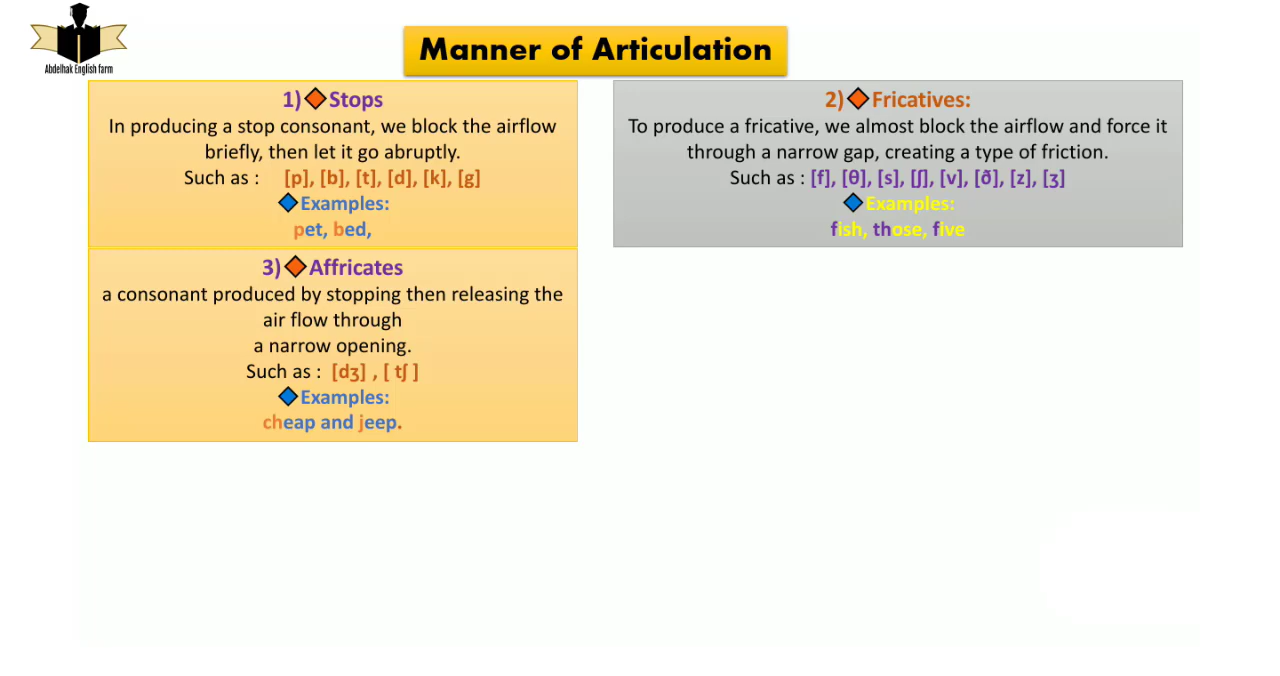 Abdelhak English farm
Manner of Articulation
1) Stops
In producing a stop consonant, we block the airflow
briefly, then let it go abruptly.
Such as : [p], [b], [t], [d], [k], [g]
Examples:
pet, bed,
2) Fricatives:
To produce a fricative, we almost block the airflow and force it
through a narrow gap, creating a type of friction.
Such as : [f], [θ], [s], [ʃ], [v], [ð], [z], [ʒ]
Examples:
fish, those, five
3) Affricates
a consonant produced by stopping then releasing the
air flow through
a narrow opening.
Such as : [dʒ] , [ tʃ ]
Examples:
cheap and jeep.